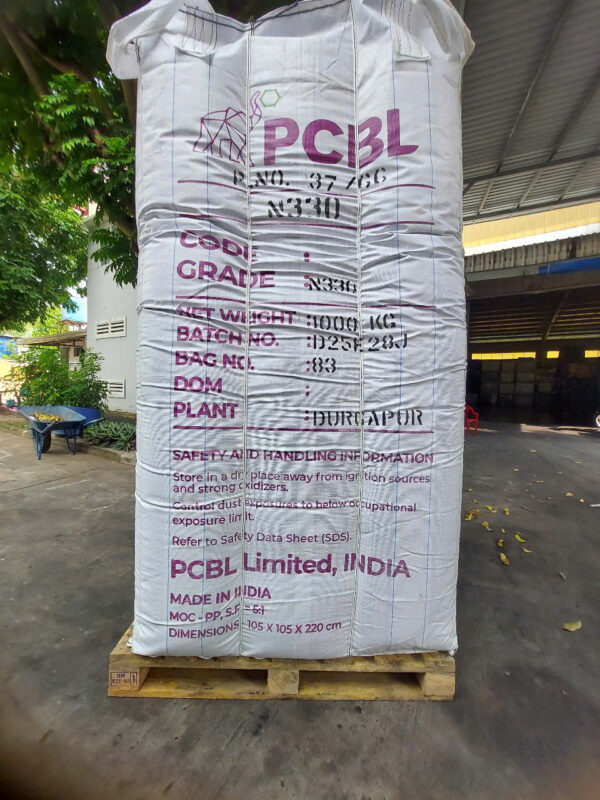 PCBL
P.NO. 37/GG
N330
CODE :
GRADE : N330
NET WEIGHT : 1000 KG
BATCH NO. : D25E28J
BAG NO. : 83
DOM :
PLANT : DURGAPUR
SAFETY AND HANDLING INFORMATION
Store in a dry place away from ignition sources
and strong oxidizers.
Control dust exposures to below occupational
exposure limit.
Refer to Safety Data Sheet (SDS).
PCBL Limited, INDIA
MADE IN INDIA
MOC - PP, S.F = 5:1
DIMENSIONS - 105 X 105 X 220 cm